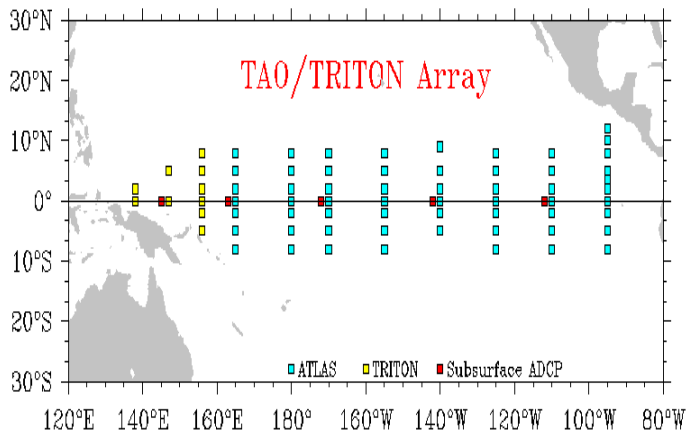 30°N
20°N
10°N
0°
10°S
20°S
30°S
TAO/TRITON Array
ATLAS TRITON Subsurface ADCP
120°E 140°E 160°E 180° 160°W 140°W 120°W 100°W 80°W